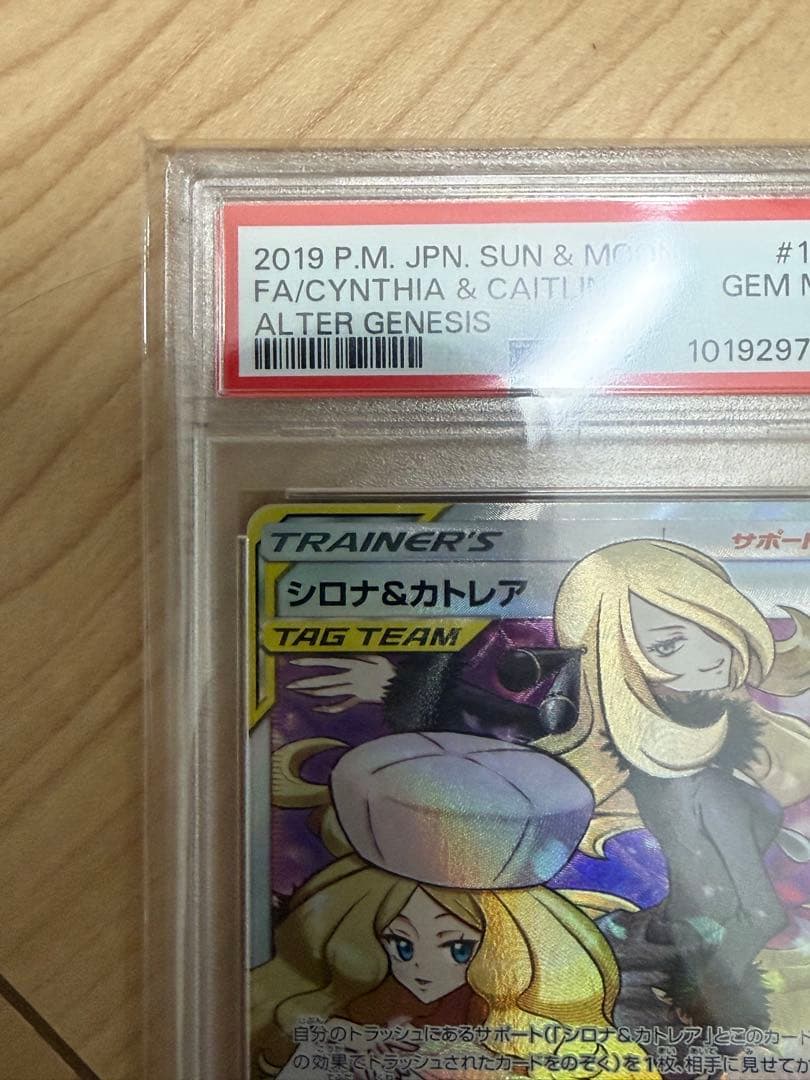 2019 P.M. JPN. SUN & MOON #1
FA/CYNTHIA & CAITLIN GEM M
ALTER GENESIS
1019297
TRAINER'S サポート
シロナ&カトレア
TAG TEAM
自分のトラッシュにあるサポート(「シロナ&カトレア」とこのカード
の効果でトラッシュされたカードをのぞく)を1枚、相手に見せてか